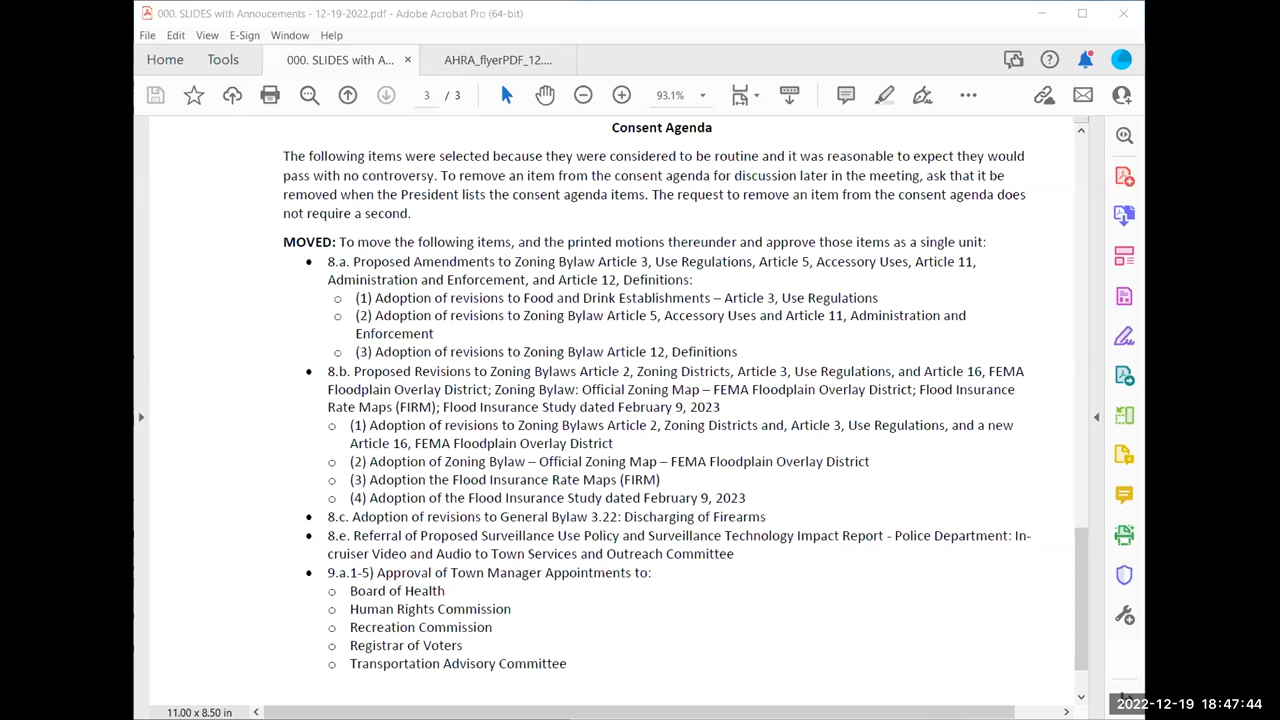 000. SLIDES with Annoucements - 12-19-2022.pdf - Adobe Acrobat Pro (64-bit)
File Edit View E-Sign Window Help
Home Tools 000. SLIDES with A... × AHRA_flyerPDF_12....
3 / 3 93.1%
Consent Agenda
The following items were selected because they were considered to be routine and it was reasonable to expect they would
pass with no controversy. To remove an item from the consent agenda for discussion later in the meeting, ask that it be
removed when the President lists the consent agenda items. The request to remove an item from the consent agenda does
not require a second.
MOVED: To move the following items, and the printed motions thereunder and approve those items as a single unit:
• 8.a. Proposed Amendments to Zoning Bylaw Article 3, Use Regulations, Article 5, Accessory Uses, Article 11,
Administration and Enforcement, and Article 12, Definitions:
○ (1) Adoption of revisions to Food and Drink Establishments – Article 3, Use Regulations
○ (2) Adoption of revisions to Zoning Bylaw Article 5, Accessory Uses and Article 11, Administration and
Enforcement
○ (3) Adoption of revisions to Zoning Bylaw Article 12, Definitions
• 8.b. Proposed Revisions to Zoning Bylaws Article 2, Zoning Districts, Article 3, Use Regulations, and Article 16, FEMA
Floodplain Overlay District; Zoning Bylaw: Official Zoning Map – FEMA Floodplain Overlay District; Flood Insurance
Rate Maps (FIRM); Flood Insurance Study dated February 9, 2023
○ (1) Adoption of revisions to Zoning Bylaws Article 2, Zoning Districts and, Article 3, Use Regulations, and a new
Article 16, FEMA Floodplain Overlay District
○ (2) Adoption of Zoning Bylaw – Official Zoning Map – FEMA Floodplain Overlay District
○ (3) Adoption the Flood Insurance Rate Maps (FIRM)
○ (4) Adoption of the Flood Insurance Study dated February 9, 2023
• 8.c. Adoption of revisions to General Bylaw 3.22: Discharging of Firearms
• 8.e. Referral of Proposed Surveillance Use Policy and Surveillance Technology Impact Report - Police Department: In-
cruiser Video and Audio to Town Services and Outreach Committee
• 9.a.1-5) Approval of Town Manager Appointments to:
○ Board of Health
○ Human Rights Commission
○ Recreation Commission
○ Registrar of Voters
○ Transportation Advisory Committee
11.00 x 8.50 in
2022-12-19 18:47:44